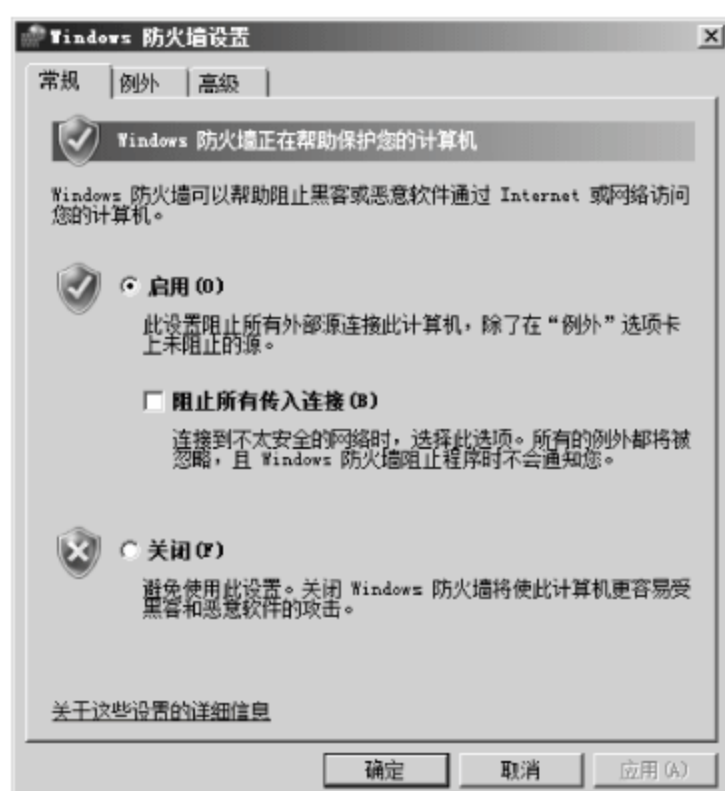 Windows 防火墙设置
常规
例外
高级
Windows 防火墙正在帮助保护您的计算机
Windows 防火墙可以帮助阻止黑客或恶意软件通过 Internet 或网络访问
您的计算机。
启用(O)
此设置阻止所有外部源连接此计算机，除了在“例外”选项卡
上未阻止的源。
阻止所有传入连接(B)
连接到不太安全的网络时，选择此选项。所有的例外都将被
忽略，且 Windows 防火墙阻止程序时不会通知您。
关闭(F)
避免使用此设置。关闭 Windows 防火墙将使此计算机更容易受
黑客和恶意软件的攻击。
关于这些设置的详细信息
确定
取消
应用(A)